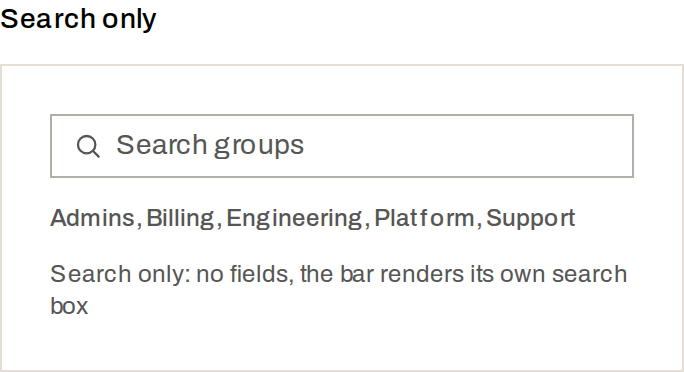 Search only
Search groups
Admins, Billing, Engineering, Platform, Support
Search only: no fields, the bar renders its own search
box